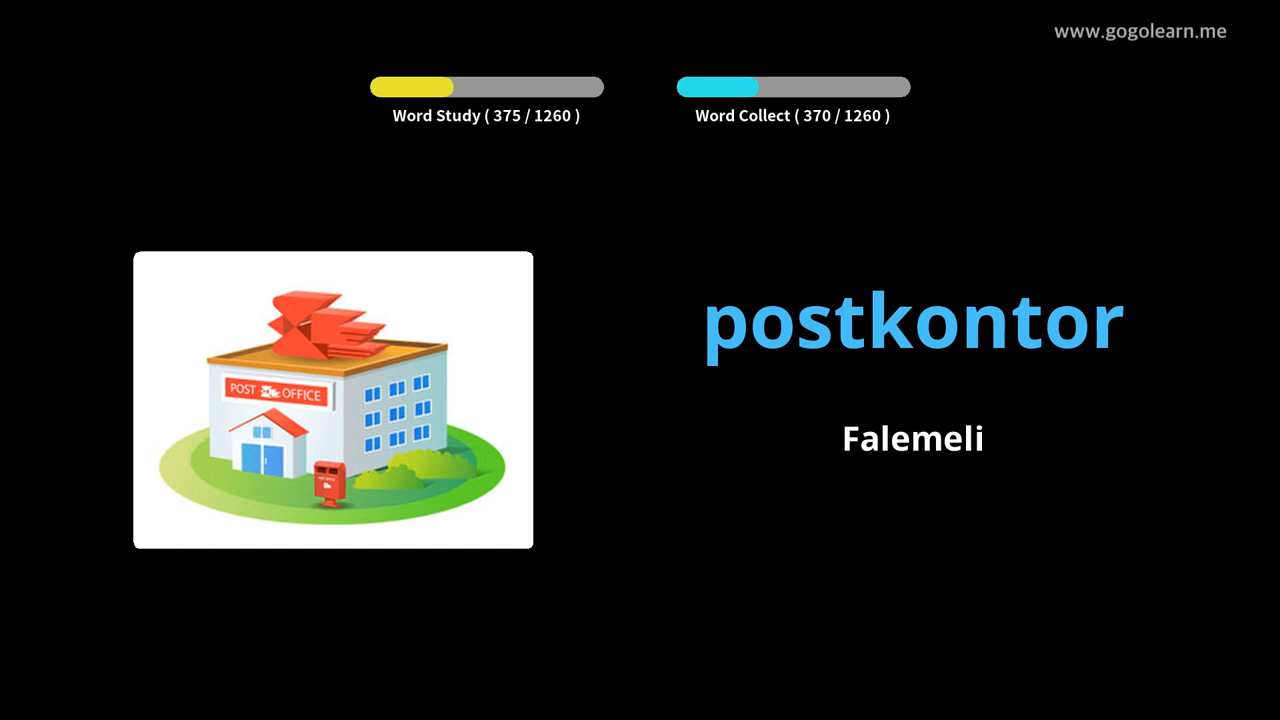 www.gogolearn.me
Word Study ( 375 / 1260 )
Word Collect ( 370 / 1260 )
postkontor
POST OFFICE
Falemeli